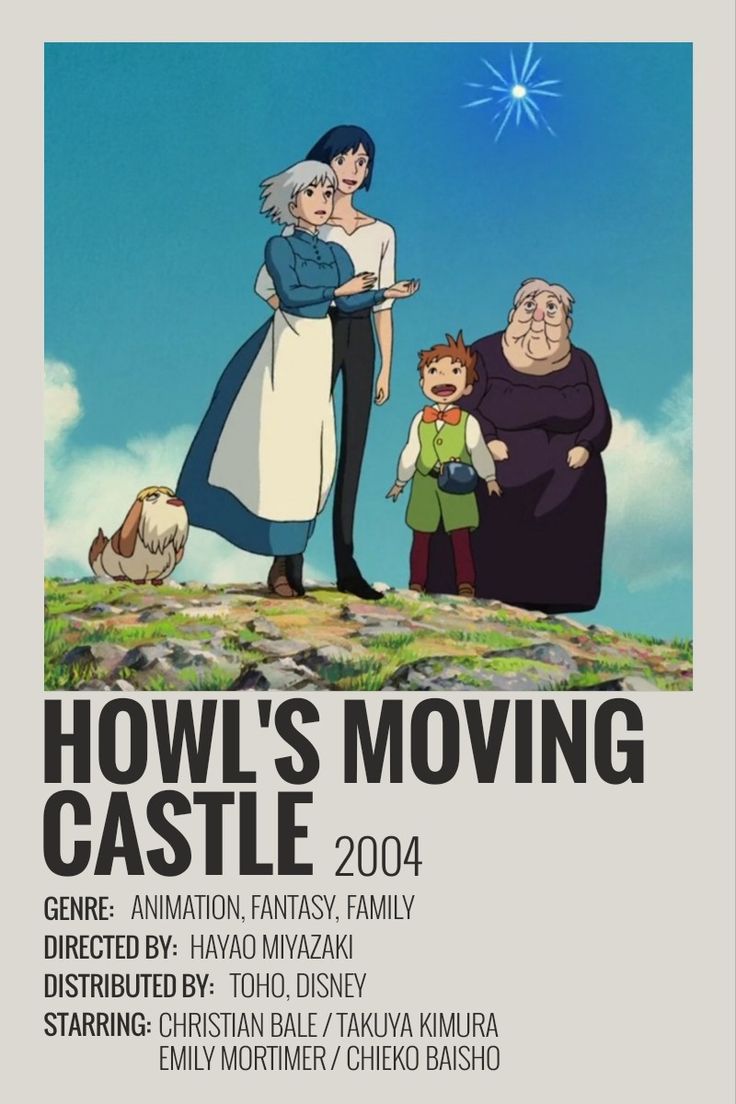 HOWL'S MOVING
CASTLE 2004
GENRE: ANIMATION, FANTASY, FAMILY
DIRECTED BY: HAYAO MIYAZAKI
DISTRIBUTED BY: TOHO, DISNEY
STARRING: CHRISTIAN BALE / TAKUYA KIMURA
EMILY MORTIMER / CHIEKO BAISHO